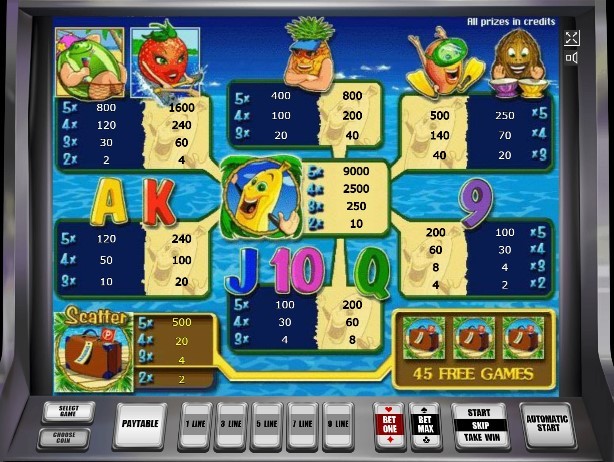 All prizes in credits
5x 800 1600
4x 120 240
3x 30 60
2x 2 4
5x 400 800
4x 100 200
3x 20 40
500 250 x5
140 70 x4
40 20 x3
5x 9000
4x 2500
3x 250
2x 10
A K
5x 120 240
4x 50 100
3x 10 20
J 10 Q
5x 100 200
4x 30 60
3x 4 8
9
200 100 x5
60 30 x4
8 4 x3
4 2 x2
Scatter
5x 500
4x 20
3x 4
2x 2
45 FREE GAMES
SELECT
GAME
CHOOSE
COIN
PAYTABLE
1 LINE
3 LINE
5 LINE
7 LINE
9 LINE
BET
ONE
BET
MAX
START
SKIP
TAKE WIN
AUTOMATIC
START